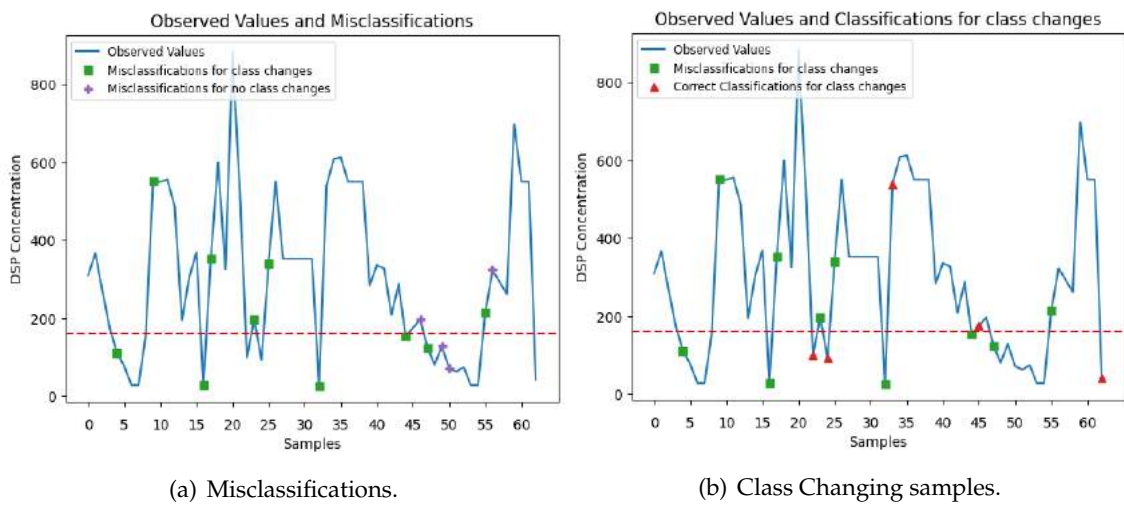 Observed Values and Misclassifications
Observed Values
Misclassifications for class changes
Misclassifications for no class changes
DSP Concentration
800
600
400
200
0
0 5 10 15 20 25 30 35 40 45 50 55 60
Samples
(a) Misclassifications.
Observed Values and Classifications for class changes
Observed Values
Misclassifications for class changes
Correct Classifications for class changes
DSP Concentration
800
600
400
200
0
0 5 10 15 20 25 30 35 40 45 50 55 60
Samples
(b) Class Changing samples.